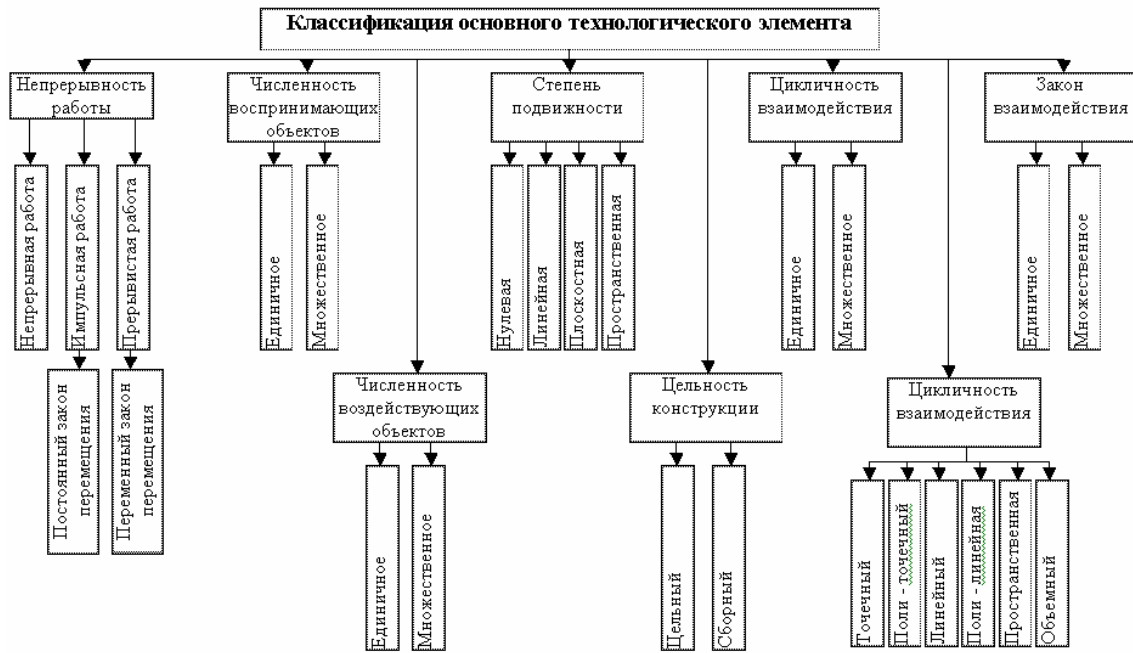 Классификация основного технологического элемента
Непрерывность
работы
Численность
воспринимающих
объектов
Степень
подвижности
Цикличность
взаимодействия
Закон
взаимодействия
Непрерывная работа
Импульсная работа
Прерывистая работа
Единичное
Множественное
Нулевая
Линейная
Плоскостная
Пространственная
Единичное
Множественное
Единичное
Множественное
Постоянный закон
перемещения
Переменный закон
перемещения
Численность
воздействующих
объектов
Цельность
конструкции
Цикличность
взаимодействия
Единичное
Множественное
Цельный
Сборный
Точечный
Поли - точечный
Линейный
Поли - линейная
Пространственная
Объемный